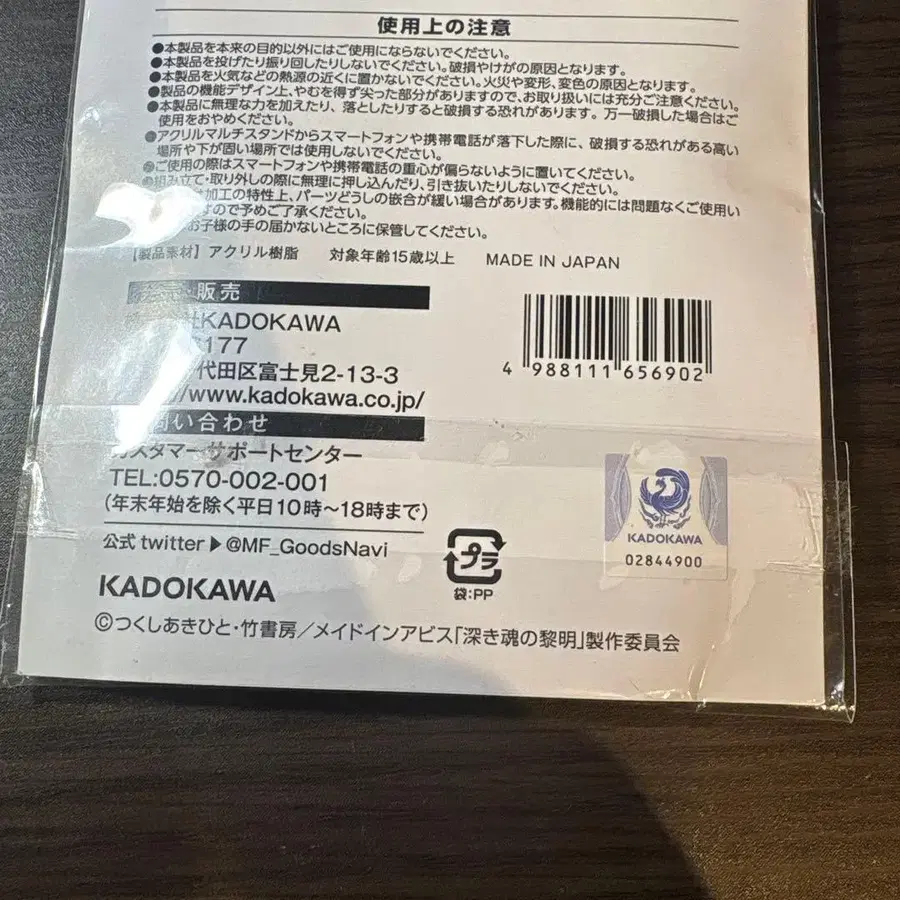 使用上の注意
●本製品を本来の目的以外にはご使用にならないでください。
●本製品を投げたり振り回したりしないでください。破損やけがの原因となります。
●本製品を火気などの熱源の近くに置かないでください。火災や変形、変色の原因となります。
●製品の機能デザイン上、やむを得ず尖った部分がありますので、お取り扱いには充分ご注意ください。
●本製品に無理な力を加えたり、落としたりすると破損する恐れがあります。万一破損した場合はご
使用をおやめください。
●アクリルマルチスタンドからスマートフォンや携帯電話が落下した際に、破損する恐れがある高い
場所や下が固い場所では使用しないでください。
●ご使用の際はスマートフォンや携帯電話の重心が偏らないように置いてください。
●組み立て・取り外しの際に無理に押し込んだり、引き抜いたりしないでください。
加工の特性上、パーツどうしの嵌合が緩い場合があります。機能的には問題なくご使用い
すので予めご了承ください。
お子様の手の届かないところに保管してください。
【製品素材】アクリル樹脂 対象年齢15歳以上 MADE IN JAPAN
・販売
KADOKAWA
177
代田区富士見2-13-3
/www.kadokawa.co.jp/
問い合わせ
カスタマーサポートセンター
TEL:0570-002-001
(年末年始を除く平日10時～18時まで)
公式twitter▶@MF_GoodsNavi
KADOKAWA
©つくしあきひと・竹書房/メイドインアビス「深き魂の黎明」製作委員会
4 988111 656902
プラ
袋:PP
KADOKAWA
02844900